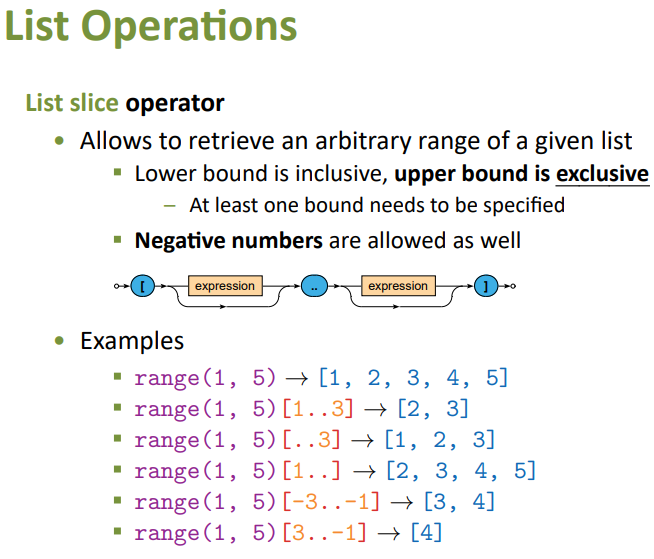 List Operations
List slice operator
• Allows to retrieve an arbitrary range of a given list
▪ Lower bound is inclusive, upper bound is exclusive
– At least one bound needs to be specified
▪ Negative numbers are allowed as well
[ expression .. expression ]
• Examples
▪ range(1, 5) → [1, 2, 3, 4, 5]
▪ range(1, 5)[1..3] → [2, 3]
▪ range(1, 5)[..3] → [1, 2, 3]
▪ range(1, 5)[1..] → [2, 3, 4, 5]
▪ range(1, 5)[-3..-1] → [3, 4]
▪ range(1, 5)[3..-1] → [4]